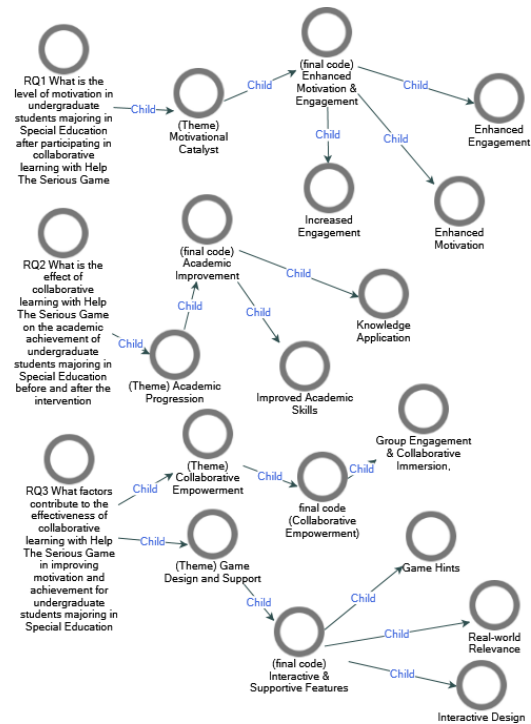 RQ1 What is the
level of motivation in
undergraduate
students majoring in
Special Education
after participating in
collaborative
learning with Help
The Serious Game
Child
(Theme)
Motivational
Catalyst
Child
(final code)
Enhanced
Motivation &
Engagement
Child
Enhanced
Engagement
Child
Increased
Engagement
Child
Enhanced
Motivation
RQ2 What is the
effect of
collaborative
learning with Help
The Serious Game
on the academic
achievement of
undergraduate
students majoring in
Special Education
before and after the
intervention
Child
(Theme) Academic
Progression
Child
(final code)
Academic
Improvement
Child
Knowledge
Application
Child
Improved Academic
Skills
RQ3 What factors
contribute to the
effectiveness of
collaborative
learning with Help
The Serious Game
in improving
motivation and
achievement for
undergraduate
students majoring in
Special Education
Child
(Theme)
Collaborative
Empowerment
Child
final code
(Collaborative
Empowerment)
Child
Group Engagement
& Collaborative
Immersion,
Child
(Theme) Game
Design and Support
Child
(final code)
Interactive &
Supportive Features
Child
Game Hints
Child
Real-world
Relevance
Child
Interactive Design